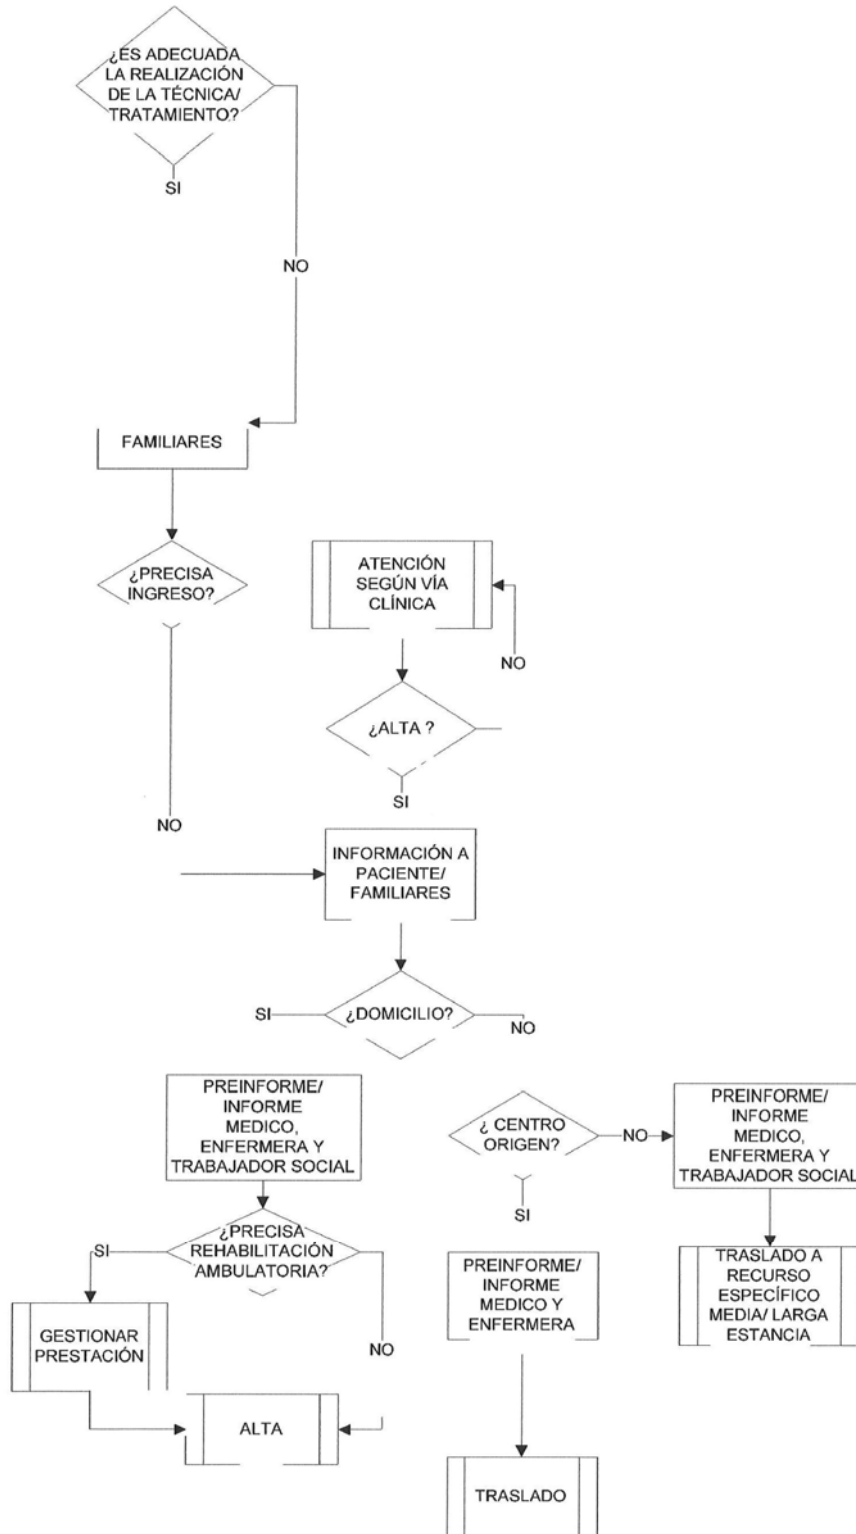 ¿ES ADECUADA
LA REALIZACIÓN
DE LA TÉCNICA/
TRATAMIENTO?
SI
NO
FAMILIARES
¿PRECISA
INGRESO?
ATENCIÓN
SEGÚN VÍA
CLÍNICA
NO
¿ALTA ?
SI
NO
INFORMACIÓN A
PACIENTE/
FAMILIARES
SI
¿DOMICILIO?
NO
PREINFORME/
INFORME
MEDICO,
ENFERMERA Y
TRABAJADOR SOCIAL
¿ CENTRO
ORIGEN?
NO
PREINFORME/
INFORME
MEDICO,
ENFERMERA Y
TRABAJADOR SOCIAL
SI
SI
¿PRECISA
REHABILITACIÓN
AMBULATORIA?
NO
PREINFORME/
INFORME
MEDICO Y
ENFERMERA
TRASLADO A
RECURSO
ESPECÍFICO
MEDIA/ LARGA
ESTANCIA
GESTIONAR
PRESTACIÓN
ALTA
TRASLADO